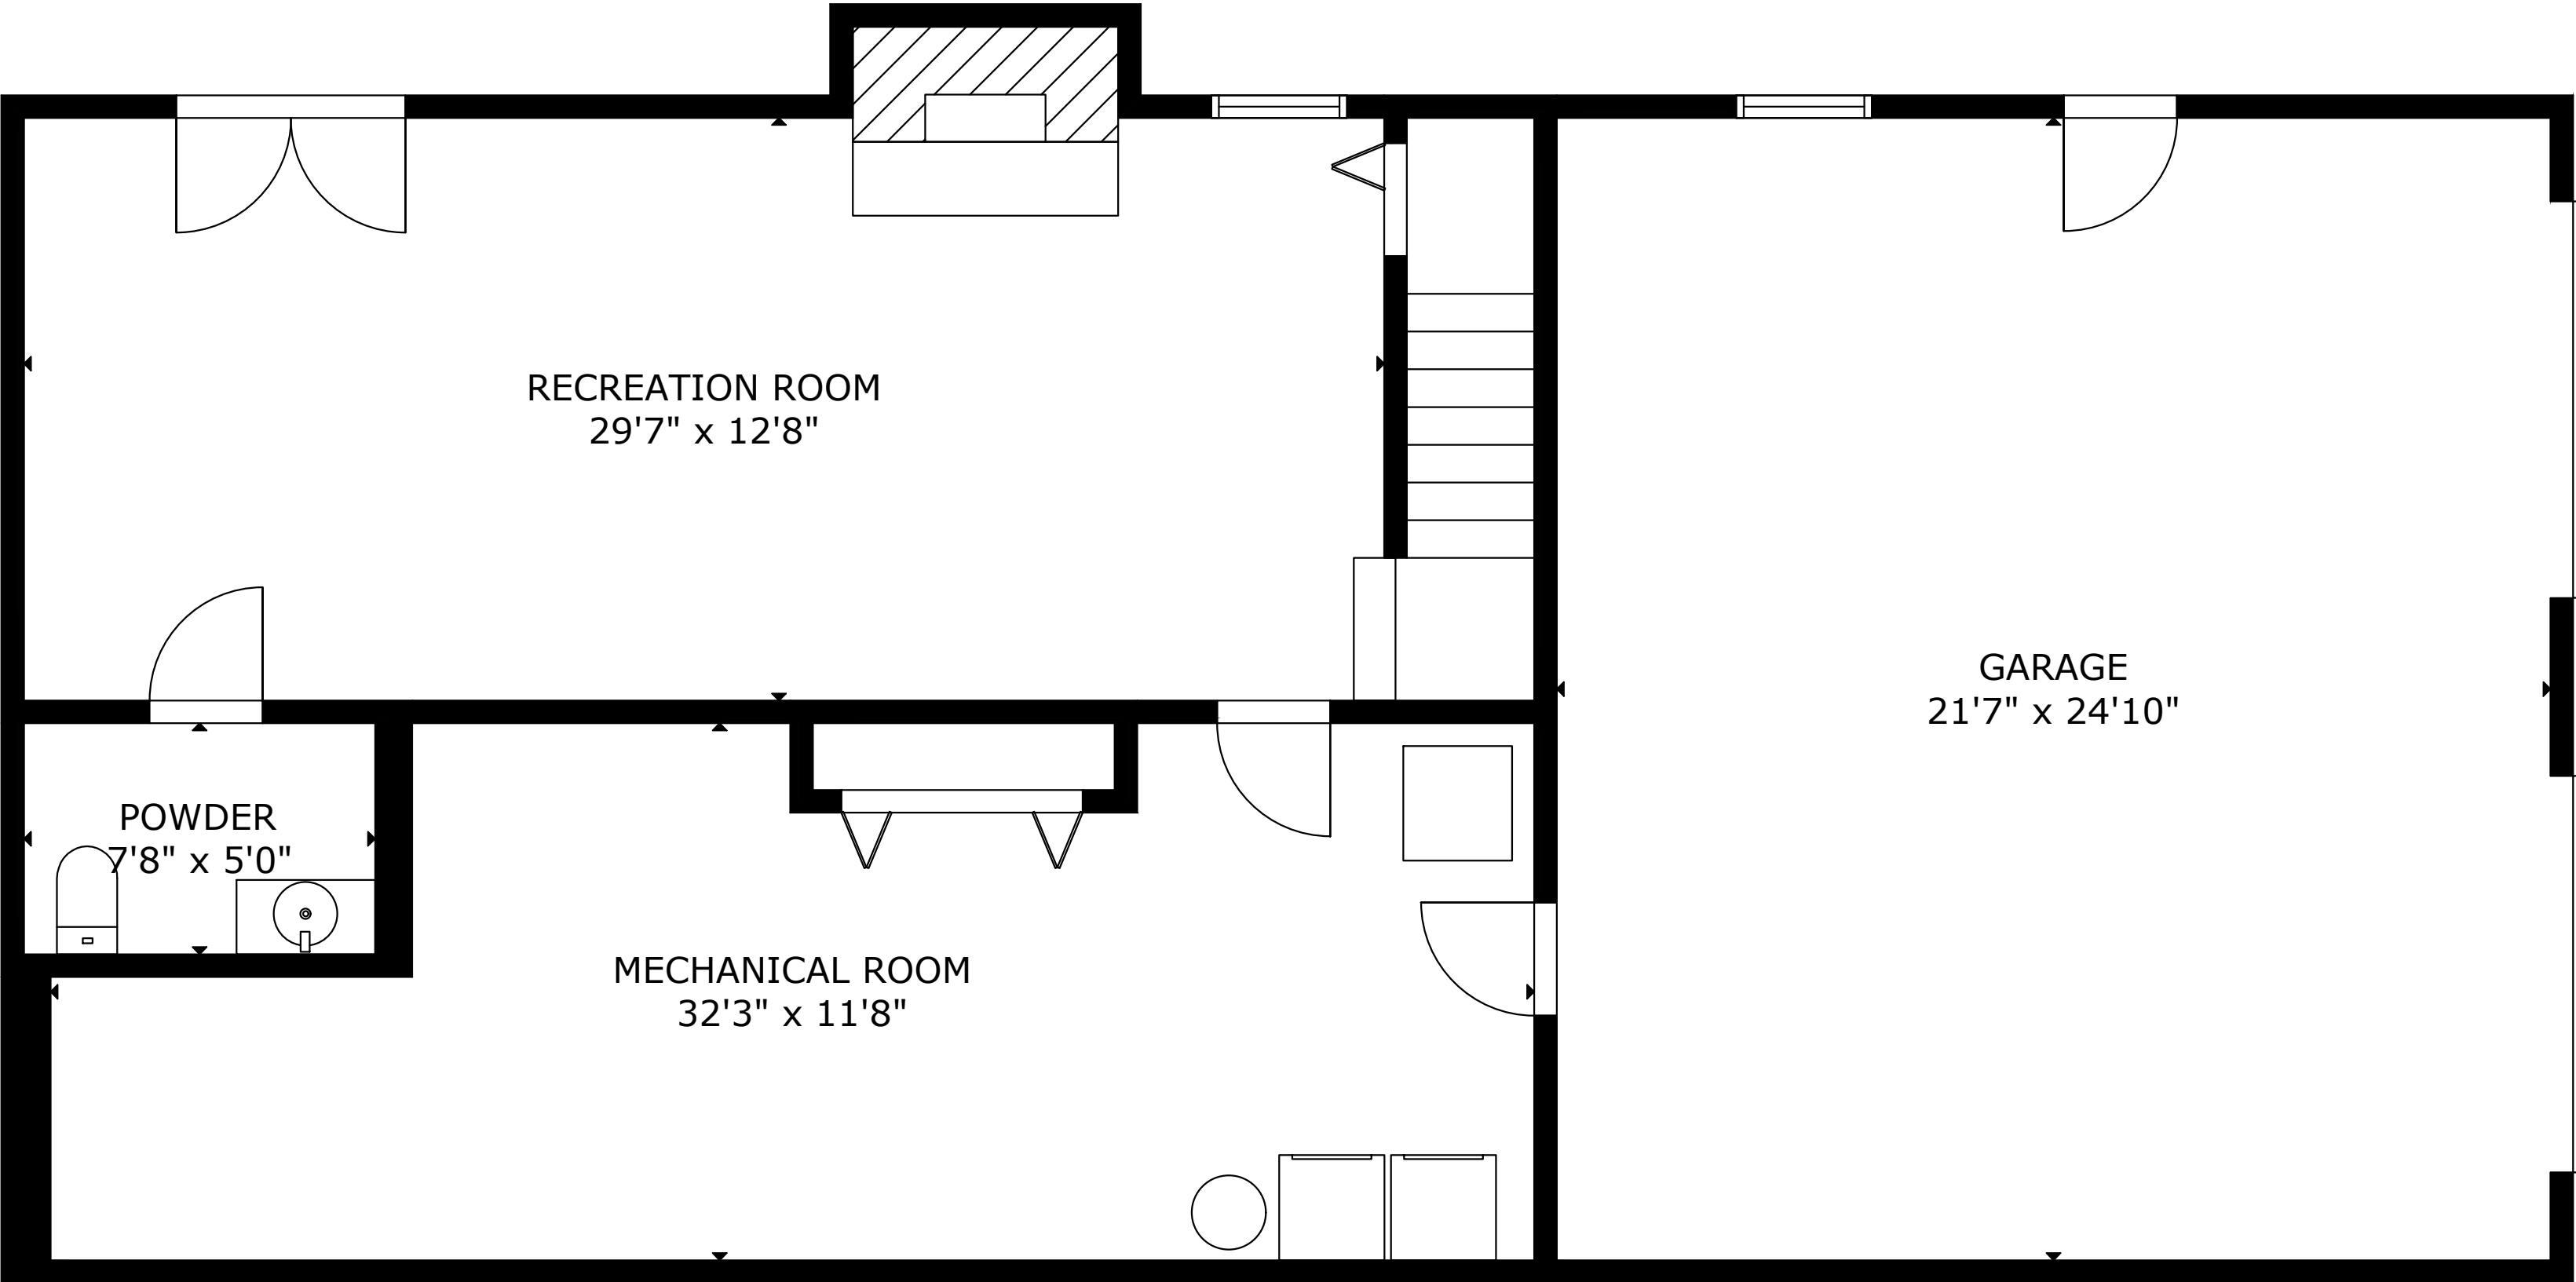 RECREATION ROOM
29'7" x 12'8"
GARAGE
21'7" x 24'10"
POWDER
7'8" x 5'0"
MECHANICAL ROOM
32'3" x 11'8"